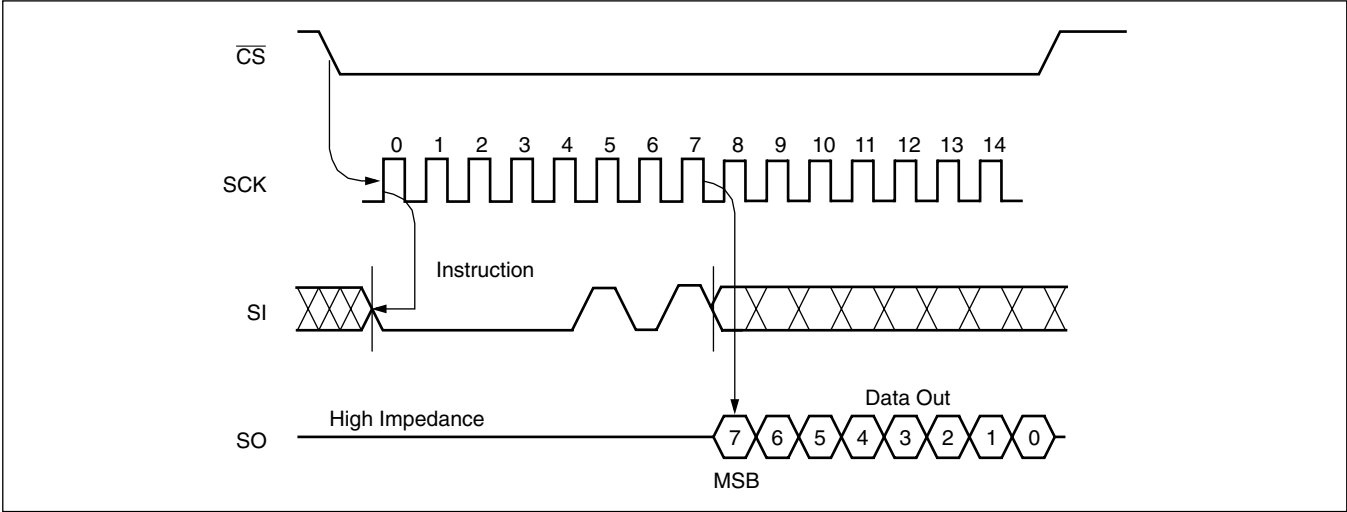 CS
0 1 2 3 4 5 6 7 8 9 10 11 12 13 14
SCK
Instruction
SI
Data Out
High Impedance
SO
7 6 5 4 3 2 1 0
MSB